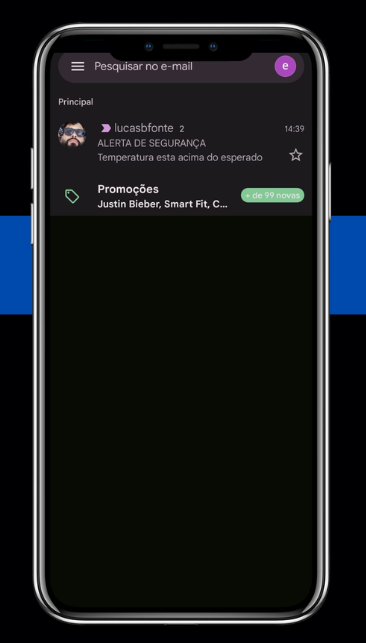 Pesquisar no e-mail
e
Principal
lucasbfonte 2
14:39
ALERTA DE SEGURANÇA
Temperatura esta acima do esperado
Promoções
+ de 99 novas
Justin Bieber, Smart Fit, C...